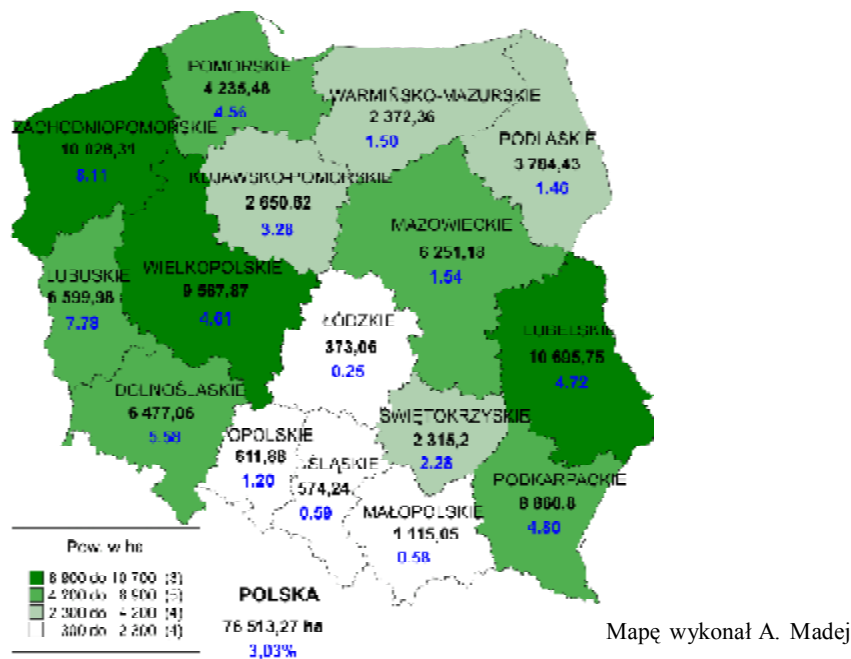 POMORSKIE
4 235,48
4.56
WARMIŃSKO-MAZURSKIE
2 372,36
1.50
ZACHODNIOPOMORSKIE
10 028,31
8.11
PODLASKIE
3 784,43
1.46
KUJAWSKO-POMORSKIE
2 650.62
3.28
MAZOWIECKIE
6 251,18
1.54
LUBUSKIE
6 599,98
7.78
WIELKOPOLSKIE
9 567,87
4.61
ŁÓDZKIE
373,06
0.25
LUBELSKIE
10 695,75
4.72
DOLNOŚLĄSKIE
6 477,06
5.58
OPOLSKIE
611,88
1.20
ŚLĄSKIE
574,24
0.59
ŚWIĘTOKRZYSKIE
2 315,2
2.28
MAŁOPOLSKIE
1 115,05
0.58
PODKARPACKIE
8 860.8
4.80
Pow. w ha
8 900 do 10 700 (3)
4 200 do 8 900 (5)
2 300 do 4 200 (4)
300 do 2 300 (4)
POLSKA
76 513,27 ha
3,03%
Mapę wykonał A. Madej